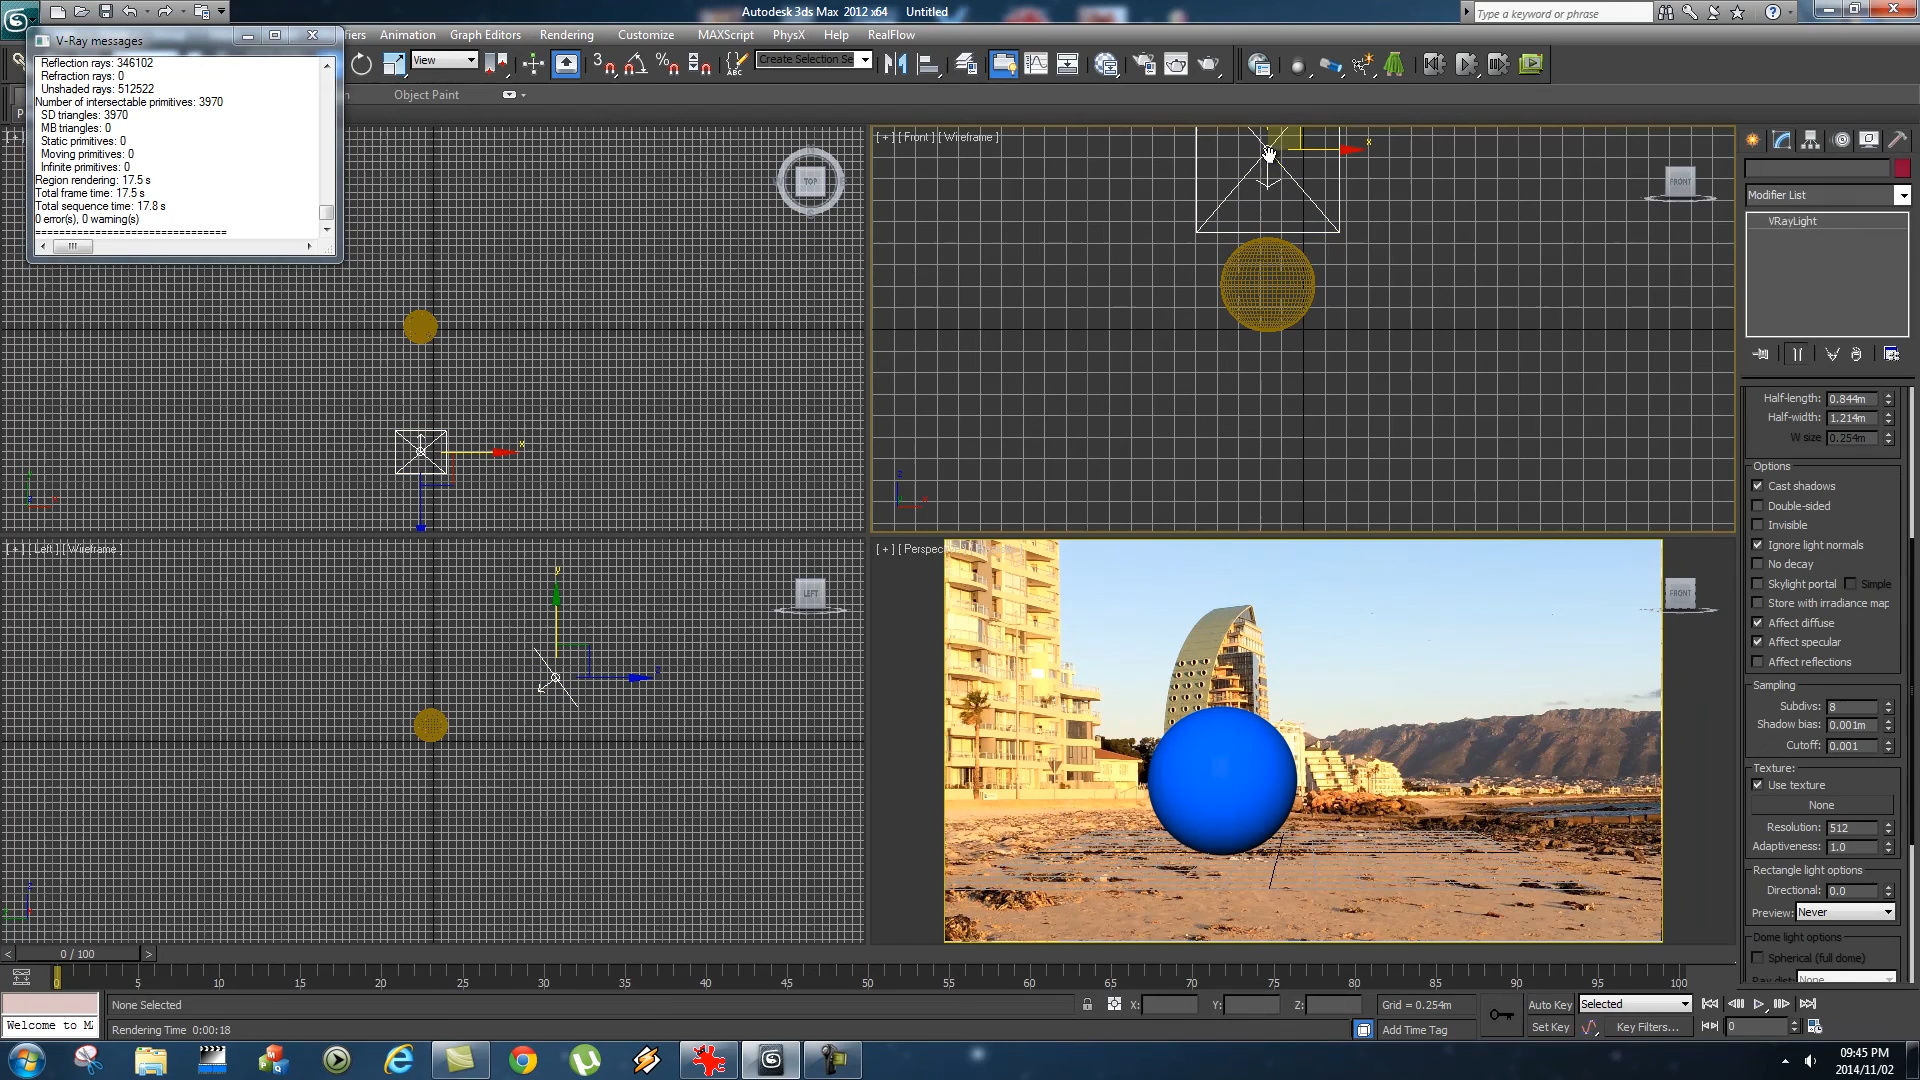 Autodesk 3ds Max 2012 x64 Untitled
Type a keyword or phrase
V-Ray messages
Reflection rays: 346102
Refraction rays: 0
Unshaded rays: 512522
Number of intersectable primitives: 3970
SD triangles: 3970
MB triangles: 0
Static primitives: 0
Moving primitives: 0
Infinite primitives: 0
Region rendering: 17.5 s
Total frame time: 17.5 s
Total sequence time: 17.8 s
0 error(s), 0 warning(s)
==============================
ifiers Animation Graph Editors Rendering Customize MAXScript PhysX Help RealFlow
View
3
Create Selection Se
ABC
Object Paint
[ + ]
TOP
x
[ + ] [ Front ] [ Wireframe ]
x
FRONT
z
[ + ] [ Left ] [ Wireframe ]
y
LEFT
[ + ] [ Perspec
FRONT
Modifier List
VRayLight
Half-length: 0.844m
Half-width: 1.214m
W size 0.254m
Options
Cast shadows
Double-sided
Invisible
Ignore light normals
No decay
Skylight portal Simple
Store with irradiance map
Affect diffuse
Affect specular
Affect reflections
Sampling
Subdivs: 8
Shadow bias: 0.001m
Cutoff: 0.001
Texture:
Use texture
None
Resolution: 512
Adaptiveness: 1.0
Rectangle light options
Directional: 0.0
Preview: Never
Dome light options
Spherical (full dome)
None
< 0 / 100 >
0 5 10 15 20 25 30 35 40 45 50 55 60 65 70 75 80 85 90 95 100
None Selected
X: Y: Z: Grid = 0.254m
Auto Key Selected
Welcome to M
Rendering Time 0:00:18
Add Time Tag
Set Key Key Filters... 0
09:45 PM
2014/11/02